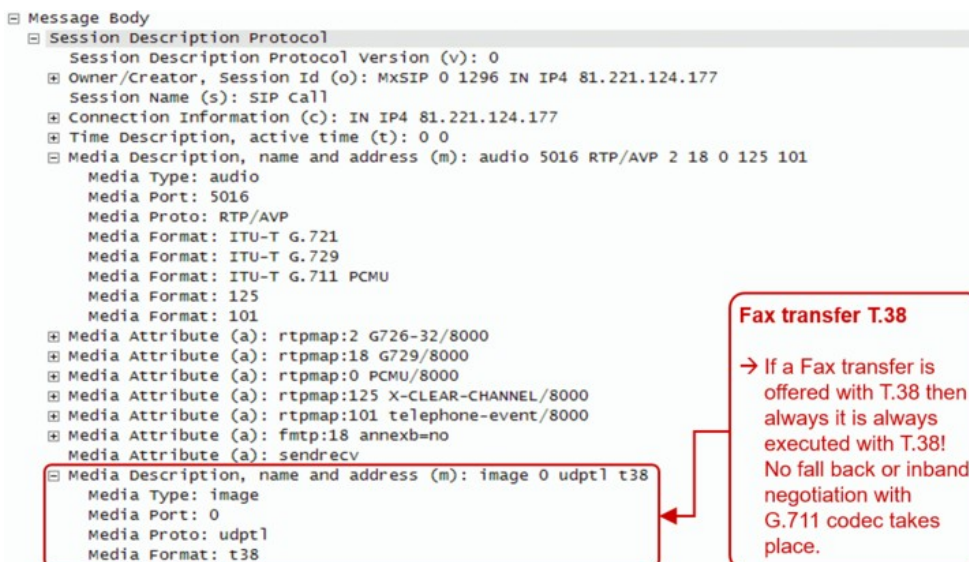 Message Body
Session Description Protocol
Session Description Protocol Version (v): 0
Owner/Creator, Session Id (o): MxSIP 0 1296 IN IP4 81.221.124.177
Session Name (s): SIP Call
Connection Information (c): IN IP4 81.221.124.177
Time Description, active time (t): 0 0
Media Description, name and address (m): audio 5016 RTP/AVP 2 18 0 125 101
Media Type: audio
Media Port: 5016
Media Proto: RTP/AVP
Media Format: ITU-T G.721
Media Format: ITU-T G.729
Media Format: ITU-T G.711 PCMU
Media Format: 125
Media Format: 101
Media Attribute (a): rtpmap:2 G726-32/8000
Media Attribute (a): rtpmap:18 G729/8000
Media Attribute (a): rtpmap:0 PCMU/8000
Media Attribute (a): rtpmap:125 X-CLEAR-CHANNEL/8000
Media Attribute (a): rtpmap:101 telephone-event/8000
Media Attribute (a): fmtp:18 annexb=no
Media Attribute (a): sendrecv
Media Description, name and address (m): image 0 udptl t38
Media Type: image
Media Port: 0
Media Proto: udptl
Media Format: t38
Fax transfer T.38
→ If a Fax transfer is
offered with T.38 then
always it is always
executed with T.38!
No fall back or inband
negotiation with
G.711 codec takes
place.